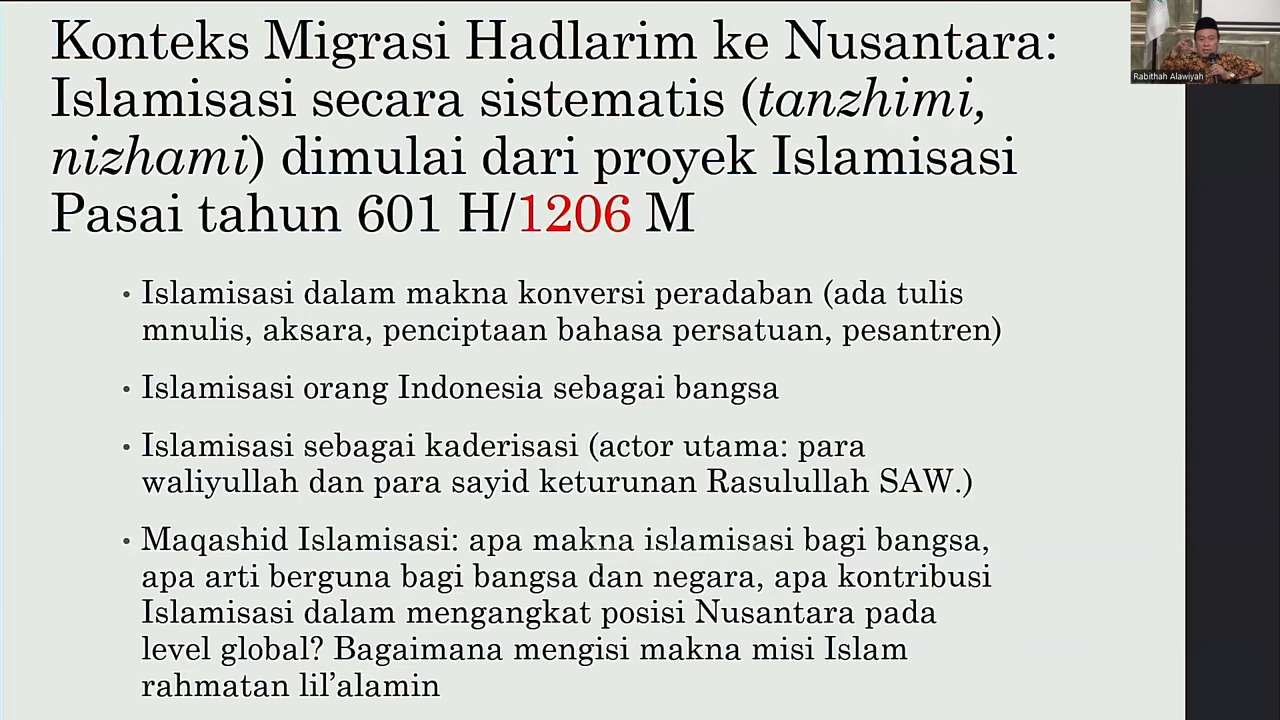 Konteks Migrasi Hadlarim ke Nusantara:
Islamisasi secara sistematis (tanzhimi,
nizhami) dimulai dari proyek Islamisasi
Pasai tahun 601 H/1206 M
• Islamisasi dalam makna konversi peradaban (ada tulis
mnulis, aksara, penciptaan bahasa persatuan, pesantren)
• Islamisasi orang Indonesia sebagai bangsa
• Islamisasi sebagai kaderisasi (actor utama: para
waliyullah dan para sayid keturunan Rasulullah SAW.)
• Maqashid Islamisasi: apa makna islamisasi bagi bangsa,
apa arti berguna bagi bangsa dan negara, apa kontribusi
Islamisasi dalam mengangkat posisi Nusantara pada
level global? Bagaimana mengisi makna misi Islam
rahmatan lil’alamin
Rabithah Alawiyah